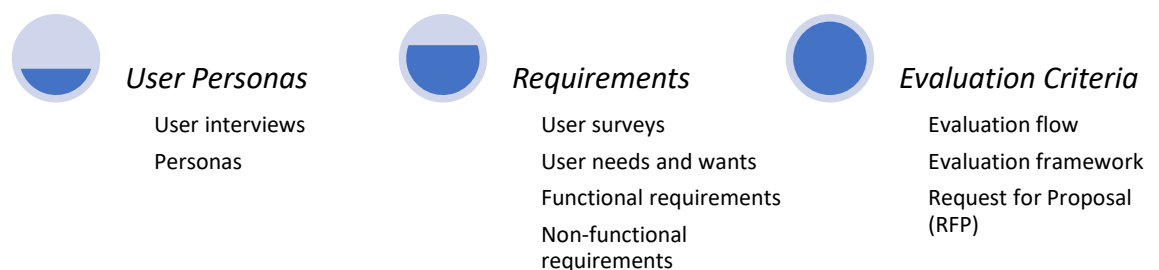 User Personas
User interviews
Personas
Requirements
User surveys
User needs and wants
Functional requirements
Non-functional
requirements
Evaluation Criteria
Evaluation flow
Evaluation framework
Request for Proposal
(RFP)